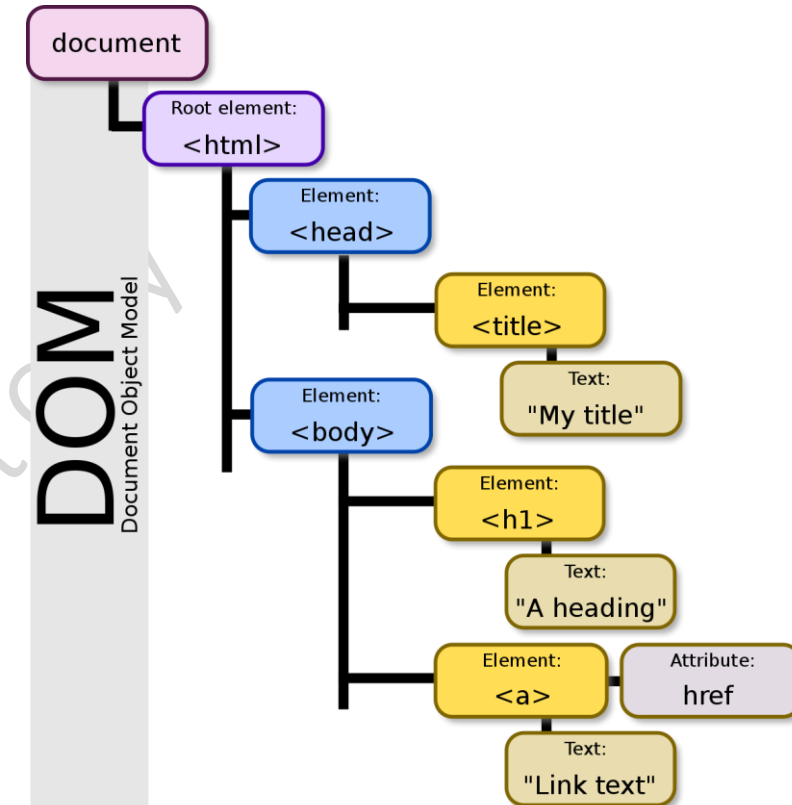 document
Root element:
<html>
Element:
<head>
Element:
<title>
Text:
"My title"
Element:
<body>
Element:
<h1>
Text:
"A heading"
Element:
<a>
Attribute:
href
Text:
"Link text"
DOM
Document Object Model